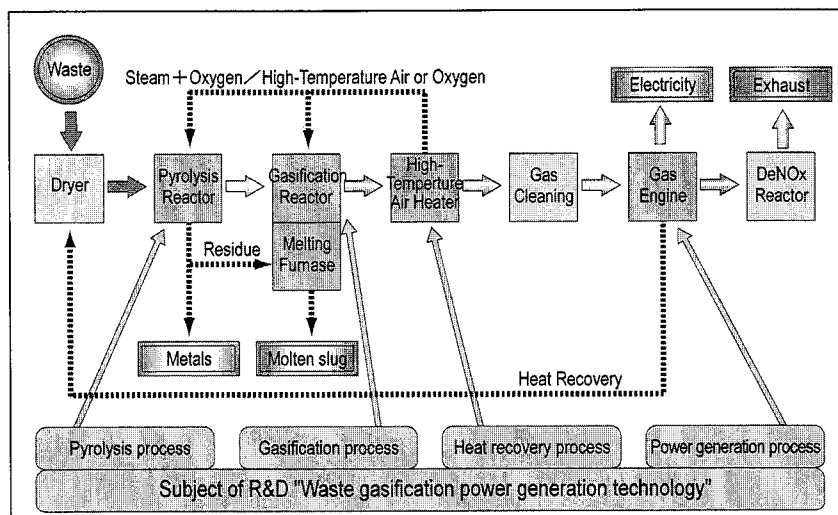 Waste
Steam＋Oxygen／High-Temperature Air or Oxygen
Electricity
Exhaust
Dryer
Pyrolysis
Reactor
Gasification
Reactor
High-
Temperture
Air Heater
Gas
Cleaning
Gas
Engine
DeNOx
Reactor
Residue
Melting
Furnase
Metals
Molten slug
Heat Recovery
Pyrolysis process
Gasification process
Heat recovery process
Power generation process
Subject of R&D "Waste gasification power generation technology"